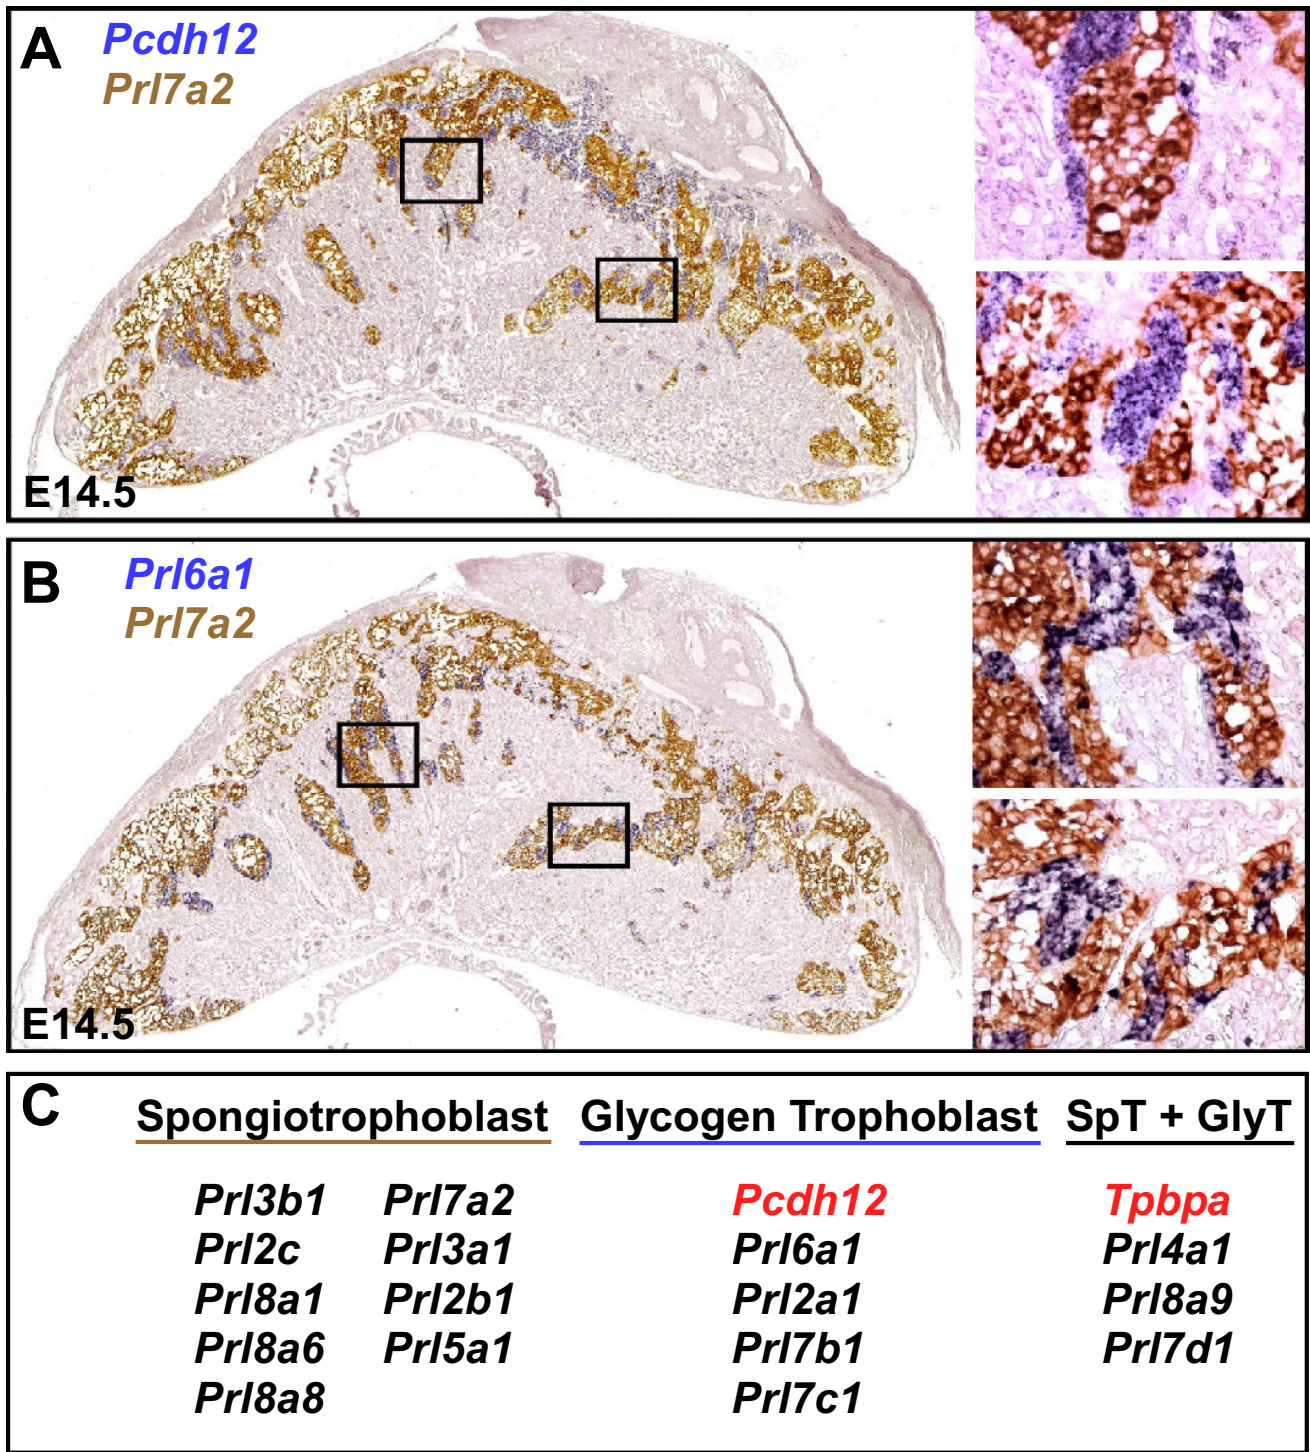 A
Pcdh12
Prl7a2
E14.5
B
Prl6a1
Prl7a2
E14.5
C
Spongiotrophoblast Glycogen Trophoblast SpT + GlyT
Prl3b1 Prl7a2 Pcdh12 Tpbpa
Prl2c Prl3a1 Prl6a1 Prl4a1
Prl8a1 Prl2b1 Prl2a1 Prl8a9
Prl8a6 Prl5a1 Prl7b1 Prl7d1
Prl8a8 Prl7c1